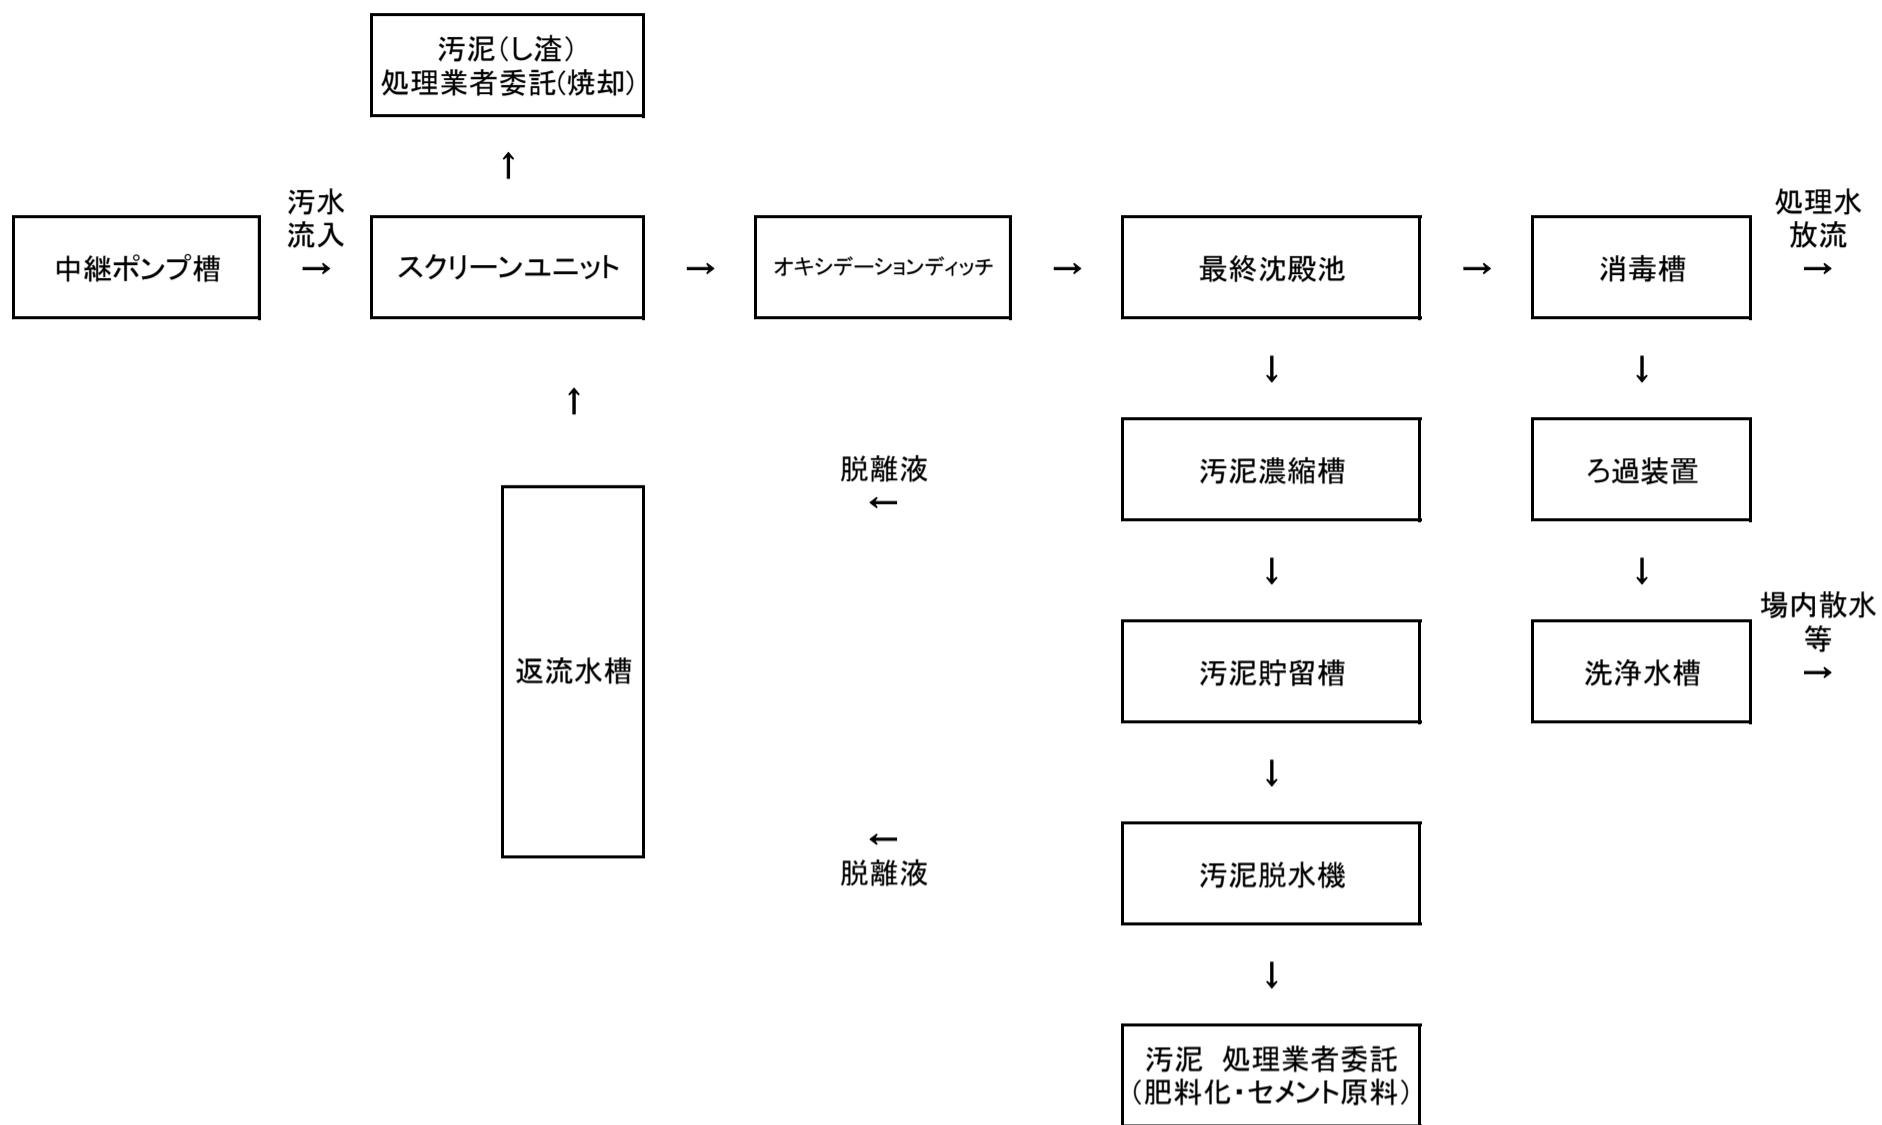 汚泥（し渣）
処理業者委託(焼却)
↑
汚水
流入
→
処理水
放流
→
中継ポンプ槽
スクリーンユニット
→
オキシデーションディッチ
→
最終沈殿池
→
消毒槽
↓
↓
↑
脱離液
←
汚泥濃縮槽
ろ過装置
↓
↓
場内散水
等
→
返流水槽
汚泥貯留槽
洗浄水槽
↓
←
脱離液
汚泥脱水機
↓
汚泥　処理業者委託
（肥料化・セメント原料）